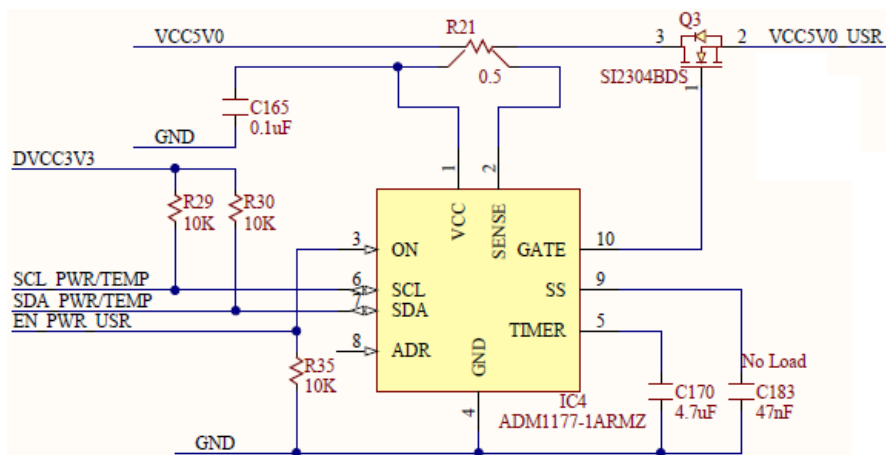 VCC5V0
R21
0.5
Q3
3
2
VCC5V0_USR
SI2304BDS
1
C165
0.1uF
GND
DVCC3V3
R29
10K
R30
10K
1
2
VCC
SENSE
3
ON
GATE
10
SCL_PWR/TEMP
6
SCL
SS
9
SDA_PWR/TEMP
7
SDA
EN_PWR_USR
TIMER
5
8
ADR
GND
R35
10K
No Load
C170
4.7uF
C183
47nF
4
IC4
ADM1177-1ARMZ
GND